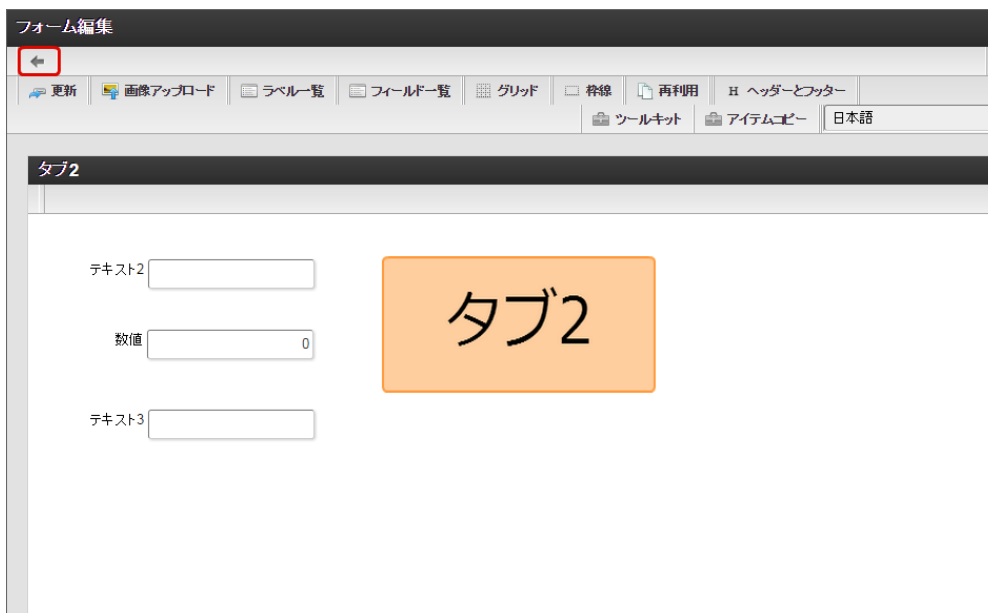 フォーム編集
更新 画像アップロード ラベル一覧 フィールド一覧 グリッド 枠線 再利用 H ヘッダーとフッター
ツールキット アイテムコピー 日本語
タブ2
テキスト2
タブ2
数値 0
テキスト3